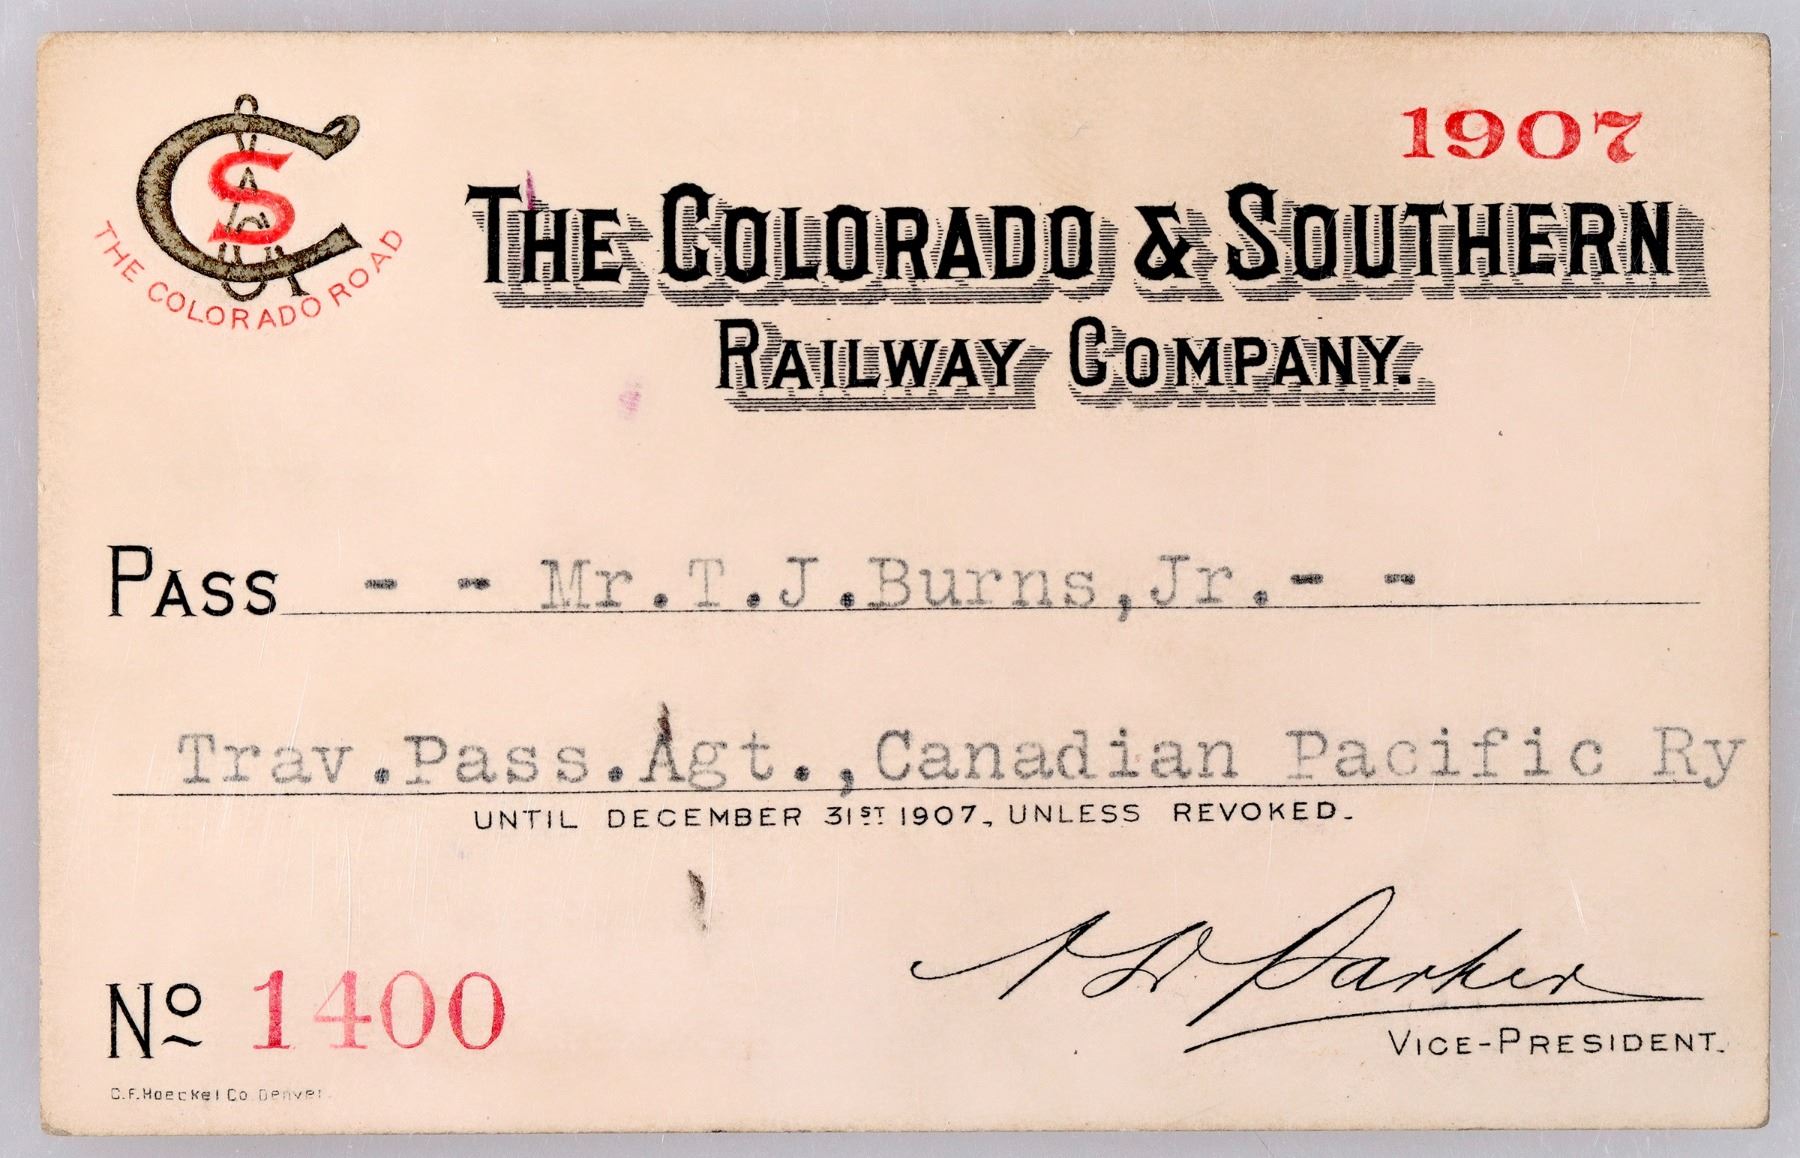 1907
C&S
THE COLORADO ROAD
THE COLORADO & SOUTHERN
RAILWAY COMPANY.
PASS - - Mr.T.J.Burns,Jr.- -
Trav.Pass.Agt.,Canadian Pacific Ry
UNTIL DECEMBER 31ST 1907, UNLESS REVOKED.
A D Parker
VICE-PRESIDENT.
No 1400
C.F.Hoeckel Co. Denver.